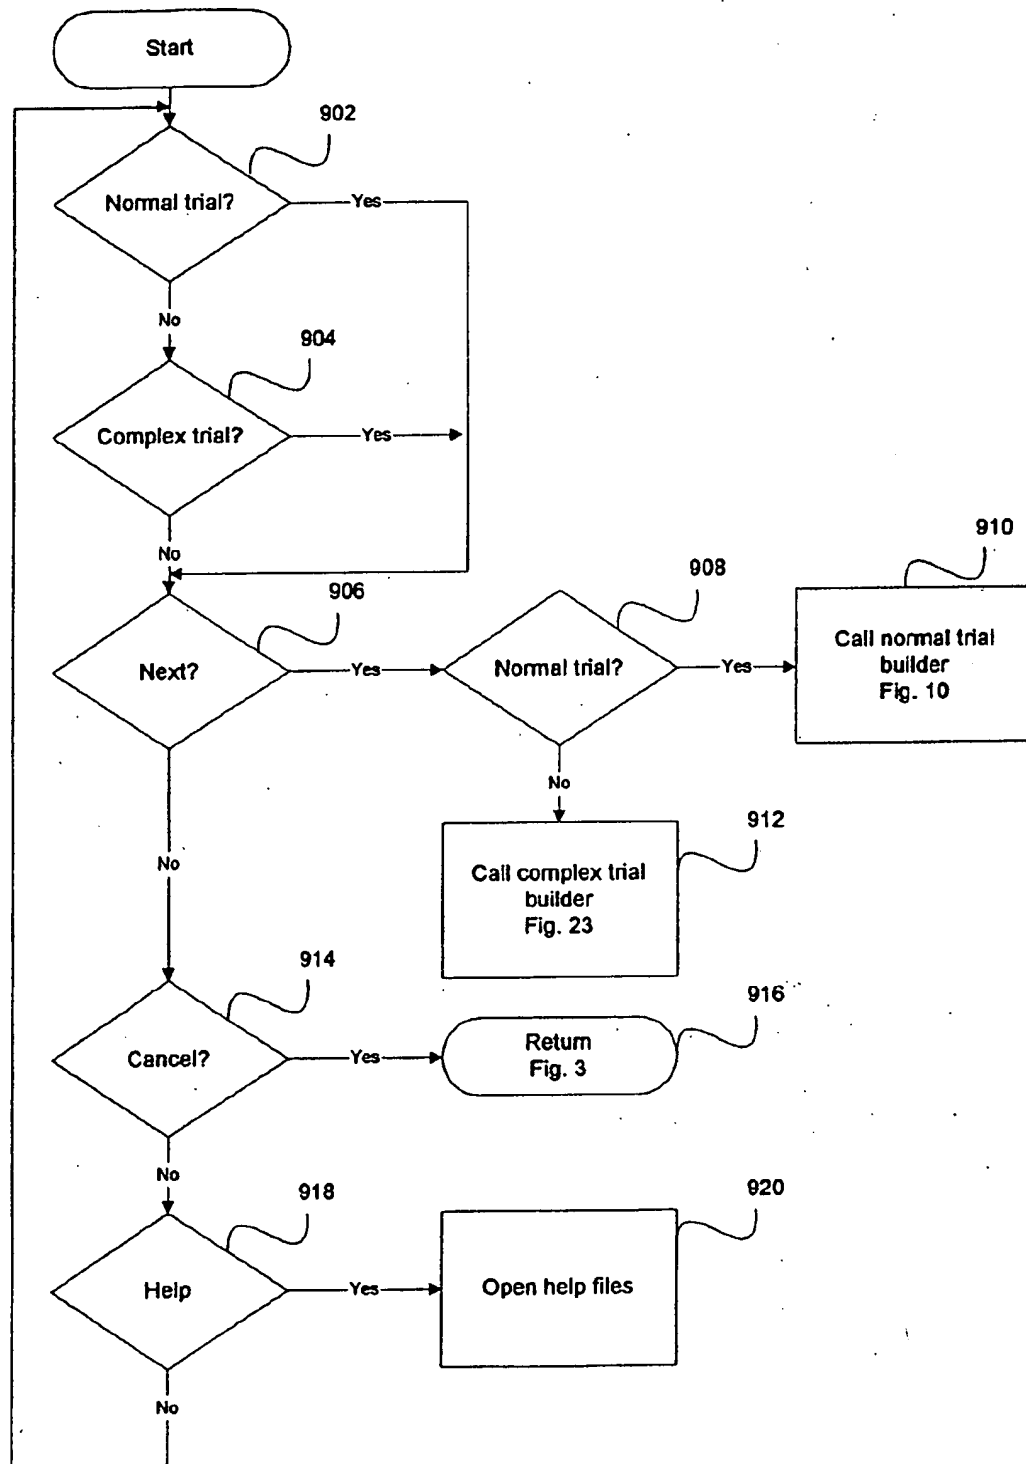 Start
902
Normal trial?
Yes
No
904
Complex trial?
Yes
No
906
Next?
Yes
908
Normal trial?
Yes
910
Call normal trial
builder
Fig. 10
No
912
Call complex trial
builder
Fig. 23
No
914
Cancel?
Yes
916
Return
Fig. 3
No
918
Help
Yes
920
Open help files
No